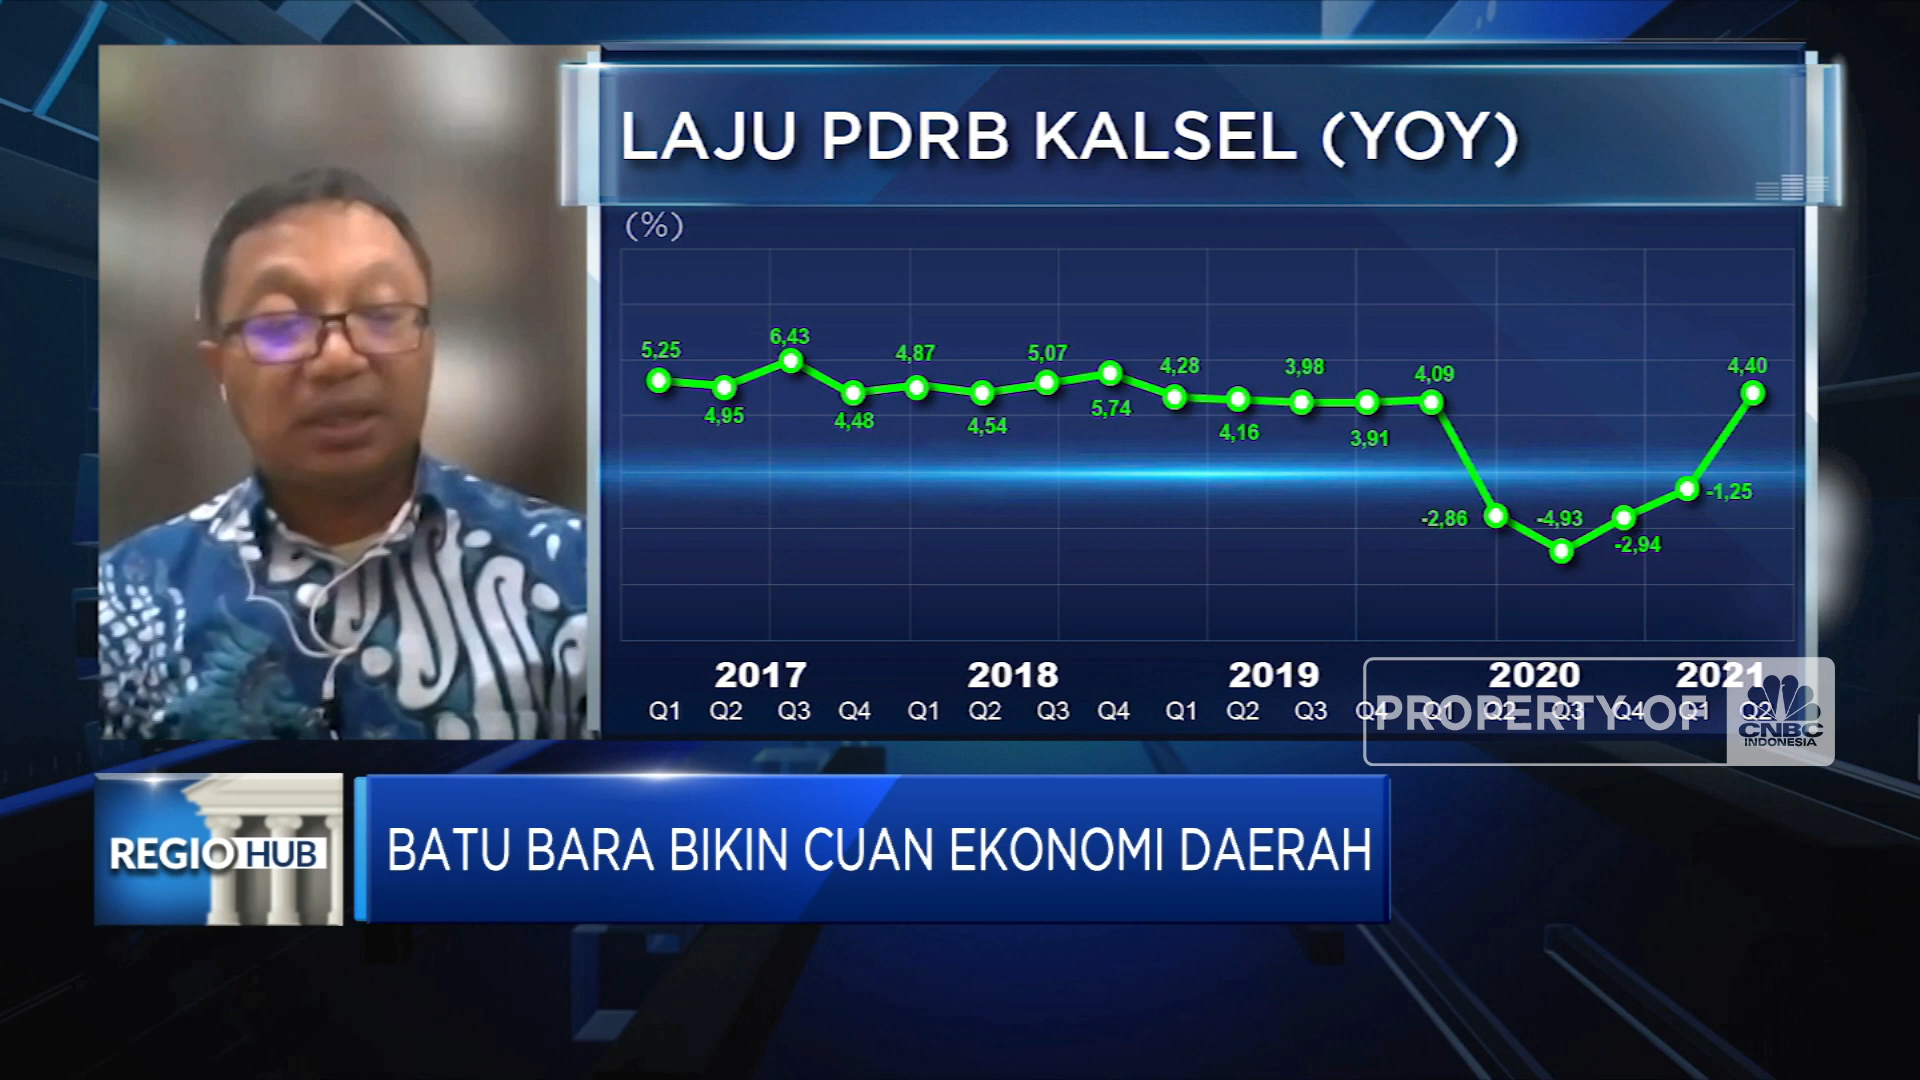 LAJU PDRB KALSEL (YOY)
(%)
5,25
4,95
6,43
4,48
4,87
4,54
5,07
5,74
4,28
4,16
3,98
3,91
4,09
-2,86
-4,93
-2,94
-1,25
4,40
2017 2018 2019 2020 2021
Q1 Q2 Q3 Q4 Q1 Q2 Q3 Q4 Q1 Q2 Q3 Q4 Q1 Q2 Q3 Q4 Q1 Q2
PROPERTY OF
CNBC
INDONESIA
REGIO HUB
BATU BARA BIKIN CUAN EKONOMI DAERAH